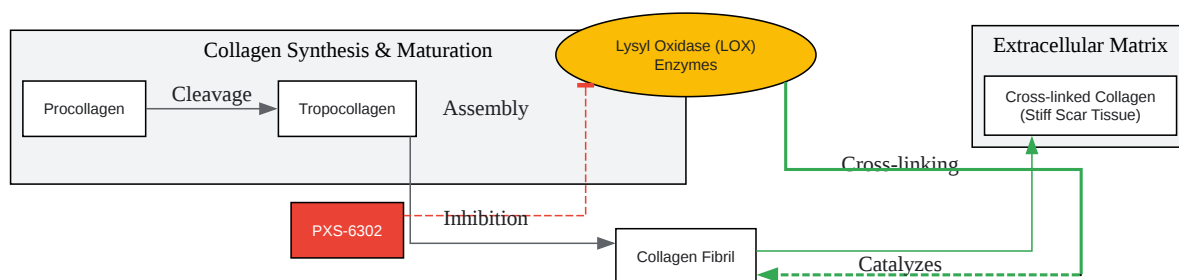 Collagen Synthesis & Maturation
Lysyl Oxidase (LOX)
Enzymes
Extracellular Matrix
Procollagen
Cleavage
Tropocollagen
Assembly
Cross-linked Collagen
(Stiff Scar Tissue)
Cross-linking
PXS-6302
Inhibition
Collagen Fibril
Catalyzes